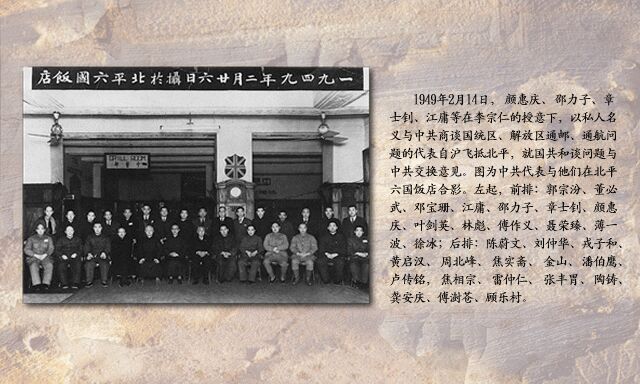 一九四九年二月廿六日攝於北平六國飯店
GRILL ROOM
1949年2月14日，颜惠庆、邵力子、章
士钊、江庸等在李宗仁的授意下，以私人名
义与中共商谈国统区、解放区通邮、通航问
题的代表自沪飞抵北平，就国共和谈问题与
中共交换意见。图为中共代表与他们在北平
六国饭店合影。左起，前排：郭宗汾、董必
武、邓宝珊、江庸、邵力子、章士钊、颜惠
庆、叶剑英、林彪、傅作义、聂荣臻、薄一
波、徐冰；后排：陈蔚文、刘仲华、戎子和、
黄启汉、周北峰、焦实斋、金山、潘伯鹰、
卢传铭，焦相宗、雷仲仁、张丰胃、陶铸、
龚安庆、傅澍苍、顾乐村。